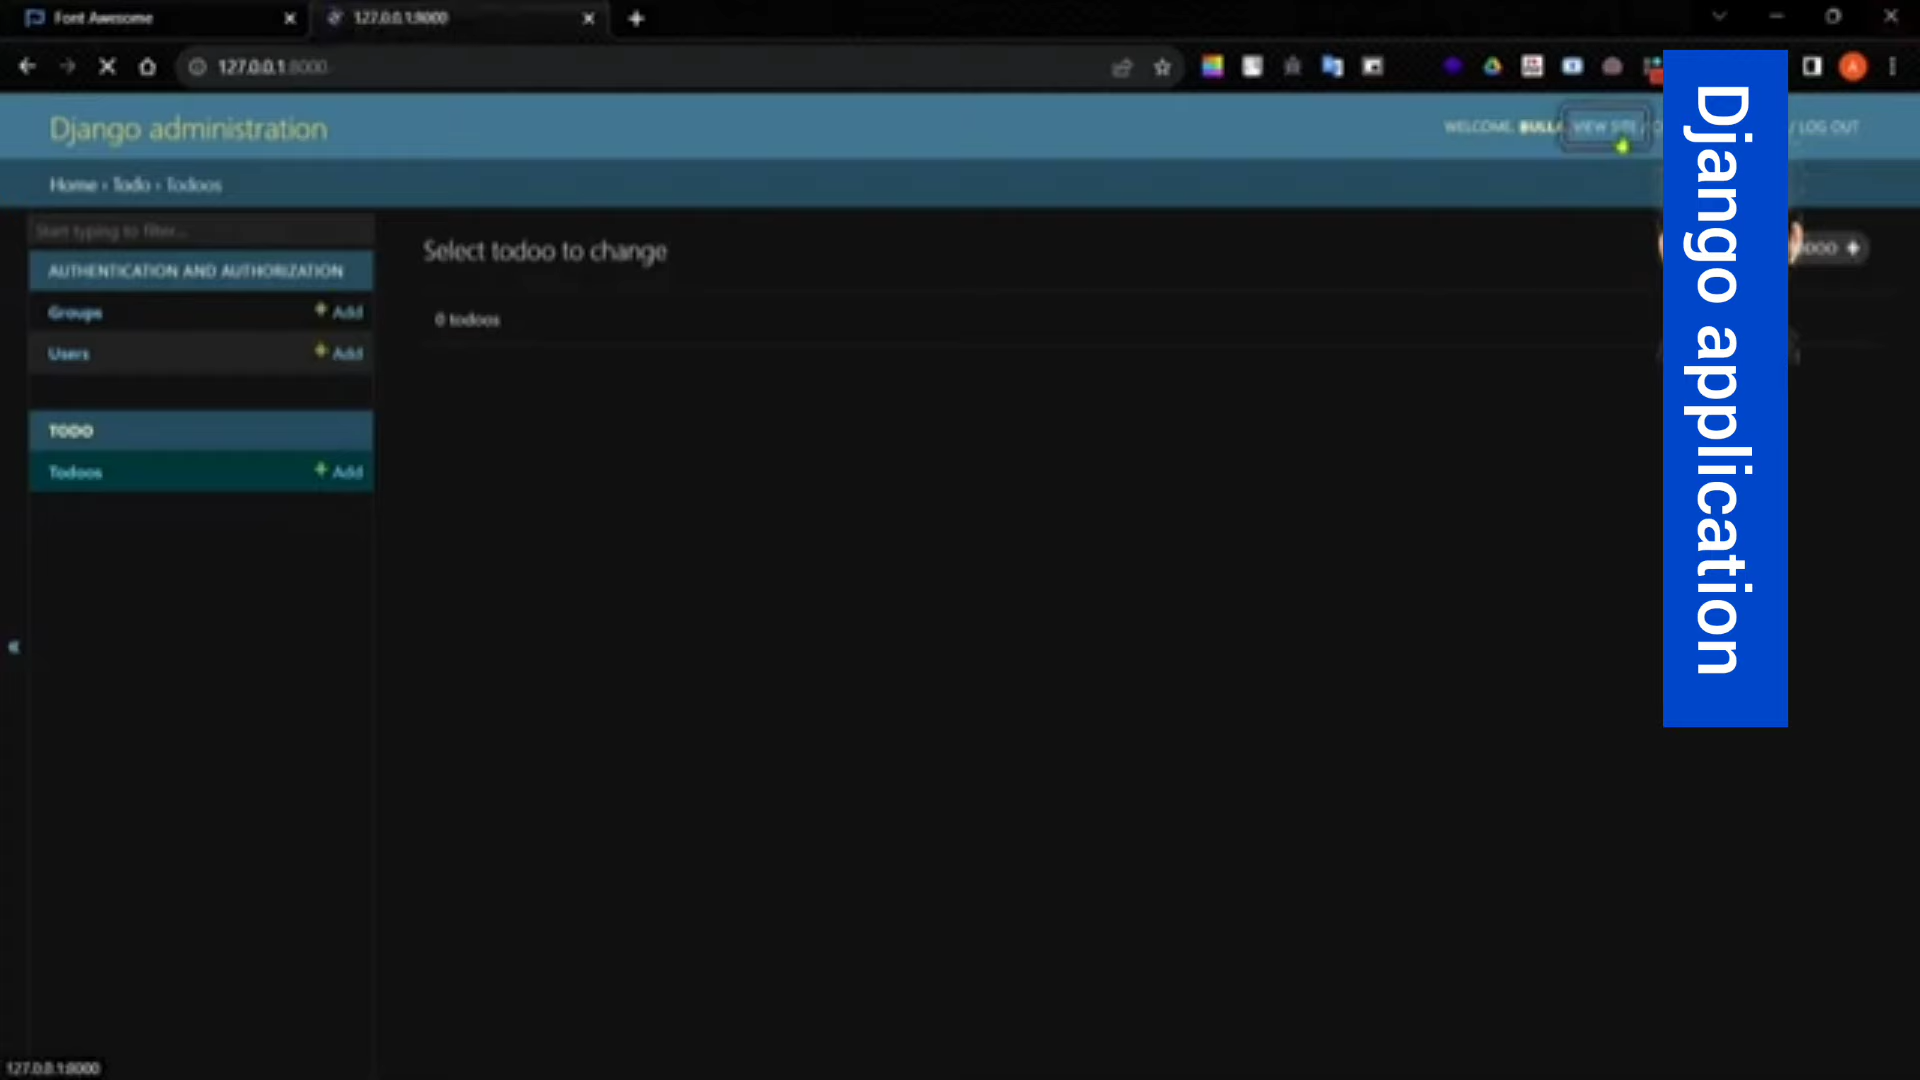 Font Awesome
127.0.0.1:8000
127.0.0.1:8000
Django administration
WELCOME, BULL
VIEW SITE
/ LOG OUT
Home › Todo › Todoos
Start typing to filter...
AUTHENTICATION AND AUTHORIZATION
Groups + Add
Users + Add
TODO
Todoos + Add
Select todoo to change
0 todoos
Django application
127.0.0.1:8000